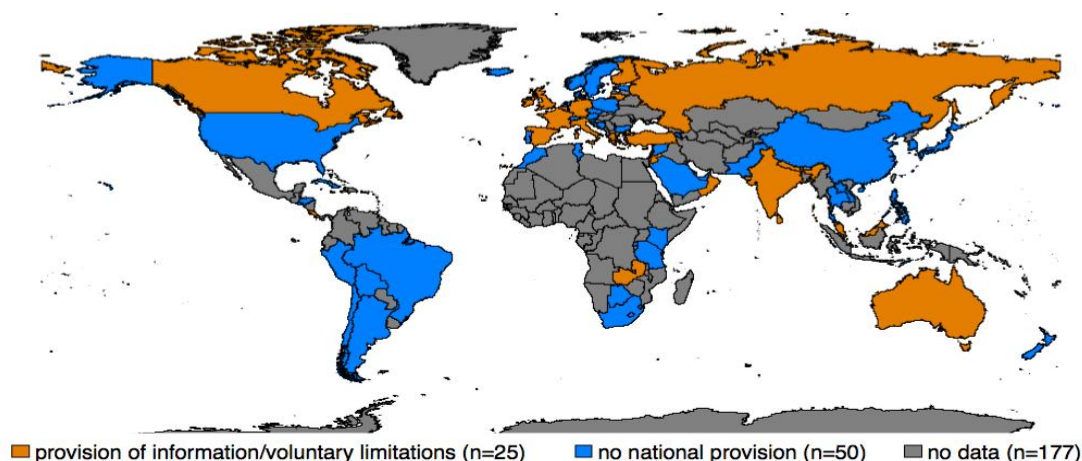 provision of information/voluntary limitations (n=25) no national provision (n=50) no data (n=177)